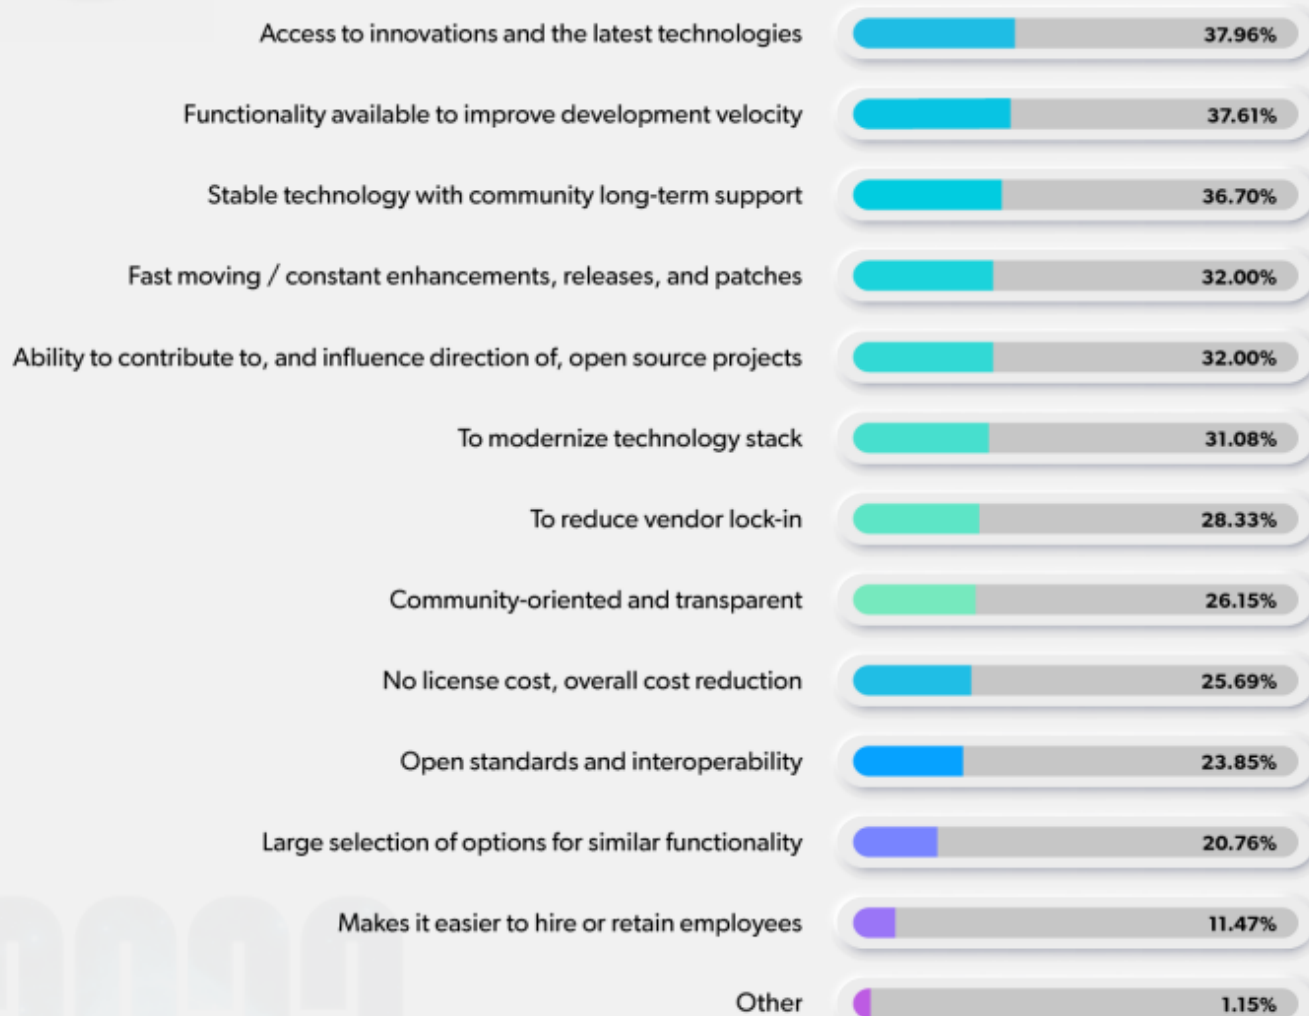 Access to innovations and the latest technologies 37.96%
Functionality available to improve development velocity 37.61%
Stable technology with community long-term support 36.70%
Fast moving / constant enhancements, releases, and patches 32.00%
Ability to contribute to, and influence direction of, open source projects 32.00%
To modernize technology stack 31.08%
To reduce vendor lock-in 28.33%
Community-oriented and transparent 26.15%
No license cost, overall cost reduction 25.69%
Open standards and interoperability 23.85%
Large selection of options for similar functionality 20.76%
Makes it easier to hire or retain employees 11.47%
Other 1.15%